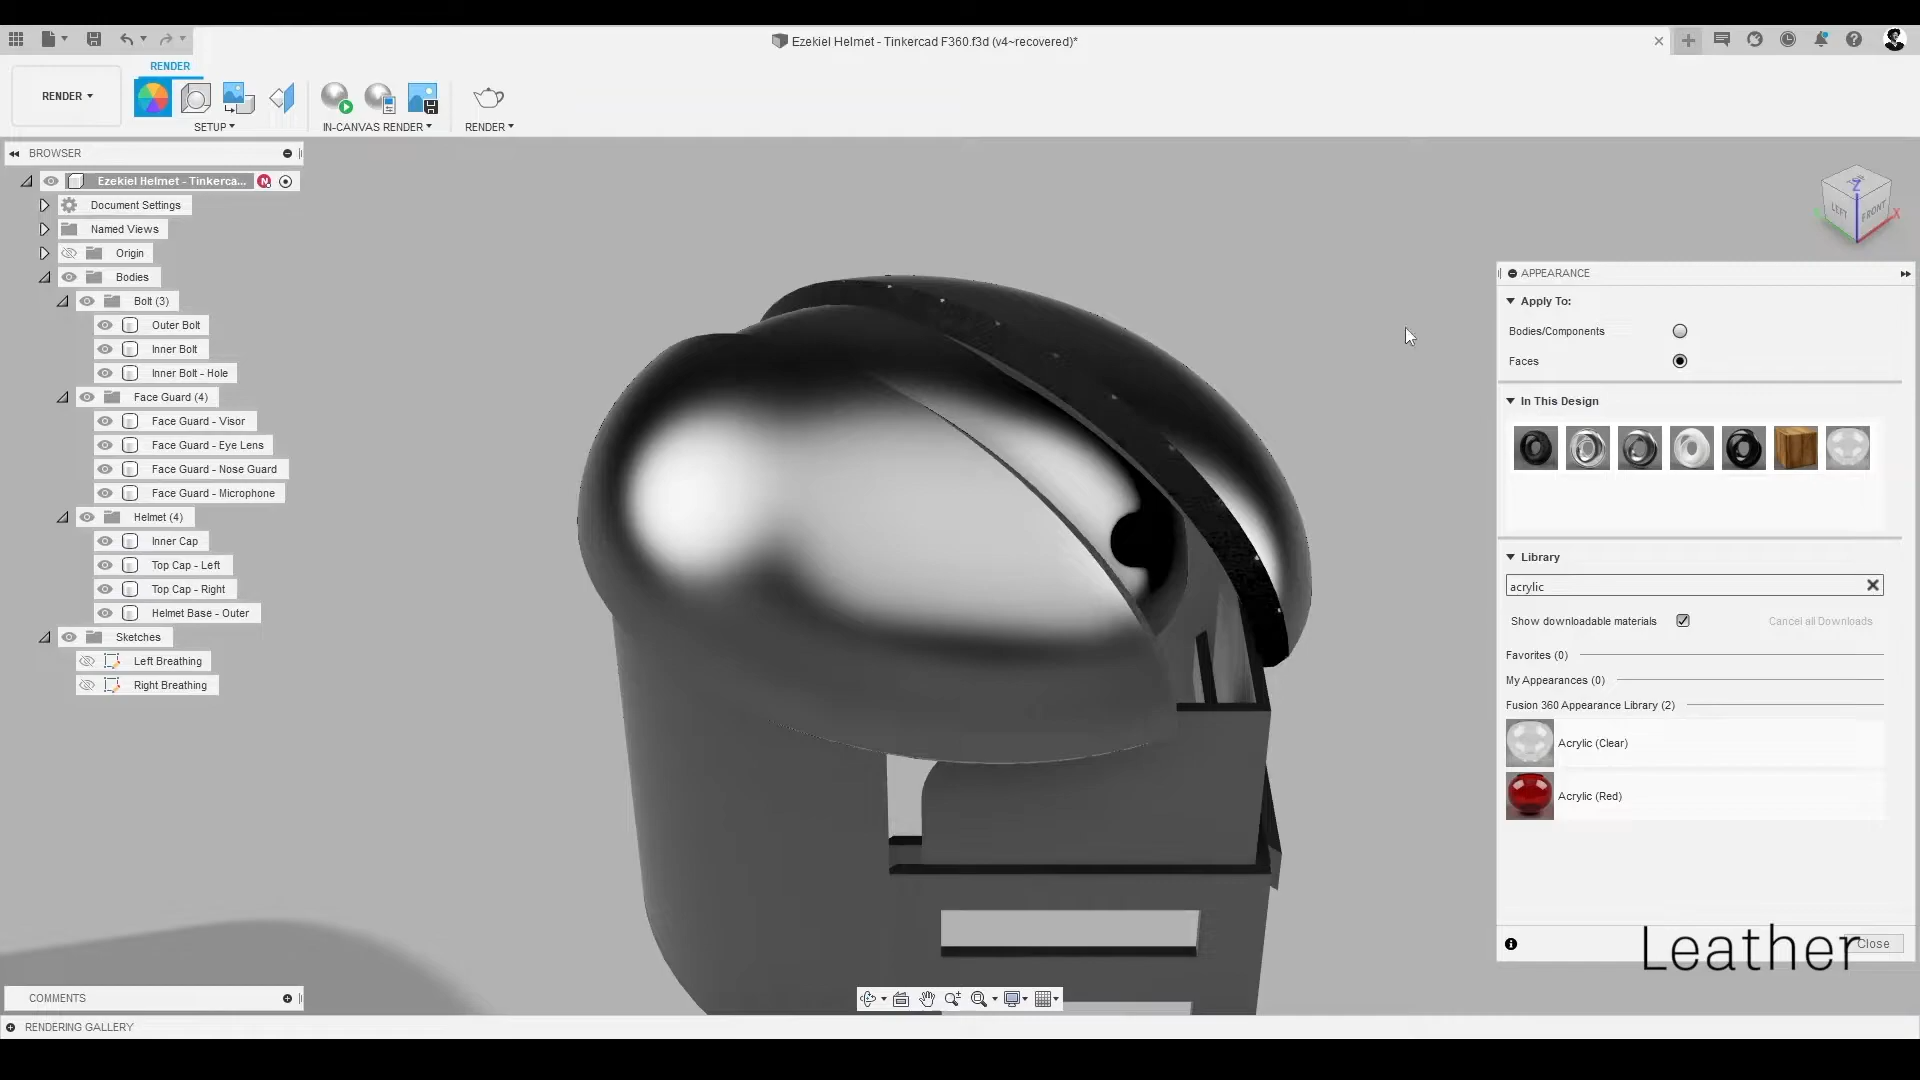 Ezekiel Helmet - Tinkercad F360.f3d (v4~recovered)*
RENDER
RENDER
SETUP
IN-CANVAS RENDER
RENDER
BROWSER
Ezekiel Helmet - Tinkerca...
Document Settings
Named Views
Origin
Bodies
Bolt (3)
Outer Bolt
Inner Bolt
Inner Bolt - Hole
Face Guard (4)
Face Guard - Visor
Face Guard - Eye Lens
Face Guard - Nose Guard
Face Guard - Microphone
Helmet (4)
Inner Cap
Top Cap - Left
Top Cap - Right
Helmet Base - Outer
Sketches
Left Breathing
Right Breathing
Z
LEFT
FRONT
X
APPEARANCE
Apply To:
Bodies/Components
Faces
In This Design
Library
acrylic
Show downloadable materials
Cancel all Downloads
Favorites (0)
My Appearances (0)
Fusion 360 Appearance Library (2)
Acrylic (Clear)
Acrylic (Red)
Leather
Close
COMMENTS
RENDERING GALLERY